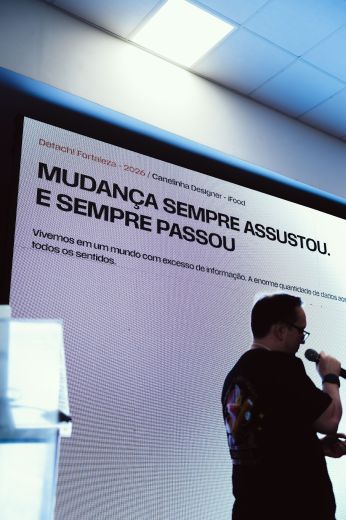 Detach! Fortaleza - 2026 / Canelinha Designer - iFood
MUDANÇA SEMPRE ASSUSTOU.
E SEMPRE PASSOU
Vivemos em um mundo com excesso de informação. A enorme quantidade de dados
todos os sentidos.